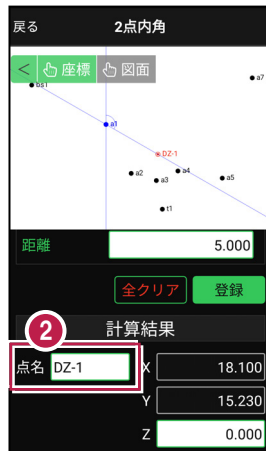 戻る 2点内角
< 座標 図面
a7
bs1
a1
DZ-1
a2 a3 a4 a5
t1
距離 5.000
全クリア 登録
2 計算結果
点名 DZ-1 X 18.100
Y 15.230
Z 0.000